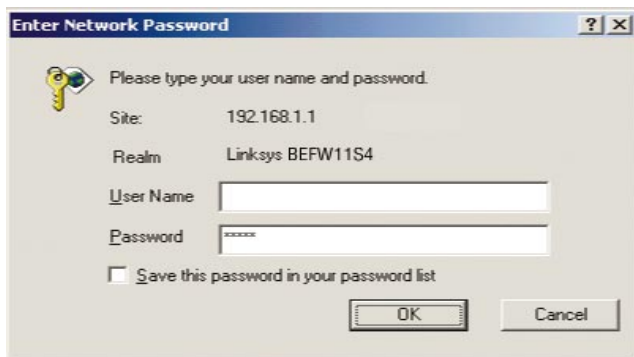 Enter Network Password
Please type your user name and password.
Site: 192.168.1.1
Realm Linksys BEFW11S4
User Name
Password *****
Save this password in your password list
OK Cancel